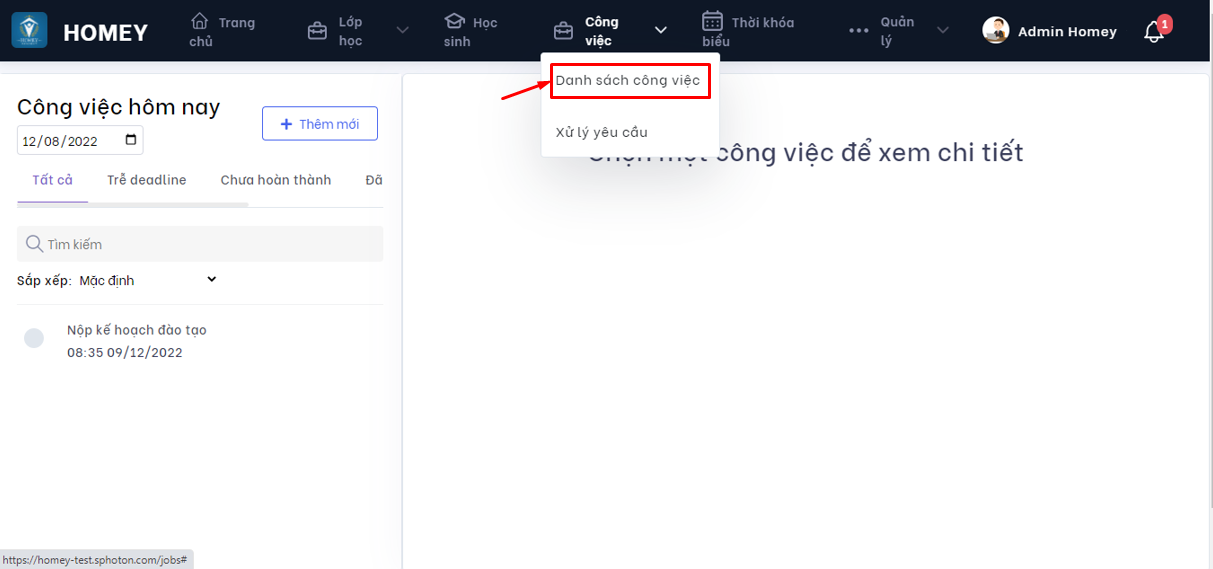 HOMEY
Trang
chủ
Lớp
học
Học
sinh
Công
việc
Thời khóa
biểu
Quản
lý
Admin Homey
1
Danh sách công việc
Xử lý yêu cầu
Công việc hôm nay
Thêm mới
12/08/2022
Tất cả
Trễ deadline
Chưa hoàn thành
Đã
Tìm kiếm
Sắp xếp: Mặc định
Nộp kế hoạch đào tạo
08:35 09/12/2022
Chọn một công việc để xem chi tiết
https://homey-test.sphoton.com/jobs#